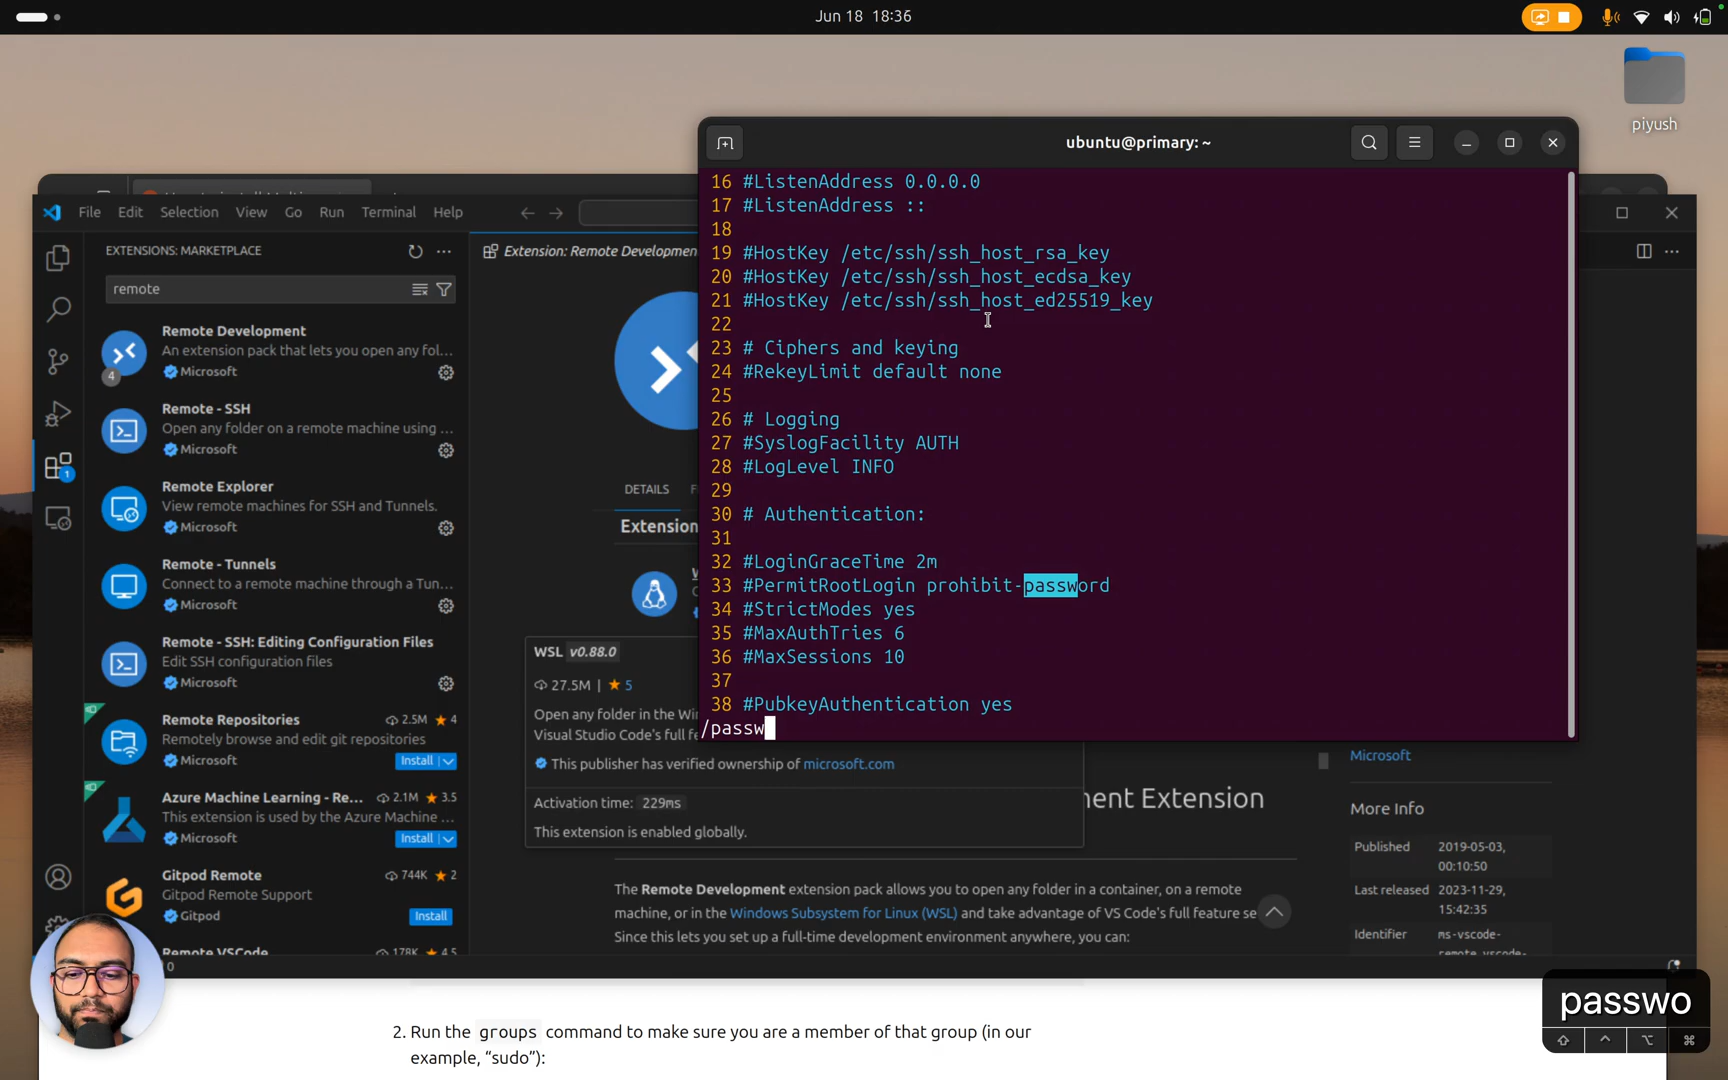 Jun 18 18:36
piyush
ubuntu@primary: ~
16 #ListenAddress 0.0.0.0
17 #ListenAddress ::
18
19 #HostKey /etc/ssh/ssh_host_rsa_key
20 #HostKey /etc/ssh/ssh_host_ecdsa_key
21 #HostKey /etc/ssh/ssh_host_ed25519_key
22
23 # Ciphers and keying
24 #RekeyLimit default none
25
26 # Logging
27 #SyslogFacility AUTH
28 #LogLevel INFO
29
30 # Authentication:
31
32 #LoginGraceTime 2m
33 #PermitRootLogin prohibit-password
34 #StrictModes yes
35 #MaxAuthTries 6
36 #MaxSessions 10
37
38 #PubkeyAuthentication yes
/passw
File Edit Selection View Go Run Terminal Help
EXTENSIONS: MARKETPLACE
remote
Remote Development
An extension pack that lets you open any fol...
Microsoft
4
Remote - SSH
Open any folder on a remote machine using ...
Microsoft
Remote Explorer
View remote machines for SSH and Tunnels.
Microsoft
1
Remote - Tunnels
Connect to a remote machine through a Tun...
Microsoft
Remote - SSH: Editing Configuration Files
Edit SSH configuration files
Microsoft
Remote Repositories 2.5M 4
Remotely browse and edit git repositories
Microsoft Install
Azure Machine Learning - Re... 2.1M 3.5
This extension is used by the Azure Machine ...
Microsoft Install
Gitpod Remote 744K 2
Gitpod Remote Support
Gitpod Install
Remote VSCode 178K 4.5
0
Extension: Remote Developmen
DETAILS F
Extension
WSL v0.88.0
27.5M | 5
Open any folder in the Wi
Visual Studio Code's full fe
This publisher has verified ownership of microsoft.com
Activation time: 229ms
This extension is enabled globally.
ent Extension
The Remote Development extension pack allows you to open any folder in a container, on a remote
machine, or in the Windows Subsystem for Linux (WSL) and take advantage of VS Code's full feature se
Since this lets you set up a full-time development environment anywhere, you can:
Microsoft
More Info
Published 2019-05-03,
00:10:50
Last released 2023-11-29,
15:42:35
Identifier ms-vscode-
2. Run the groups command to make sure you are a member of that group (in our
example, “sudo”):
passwo